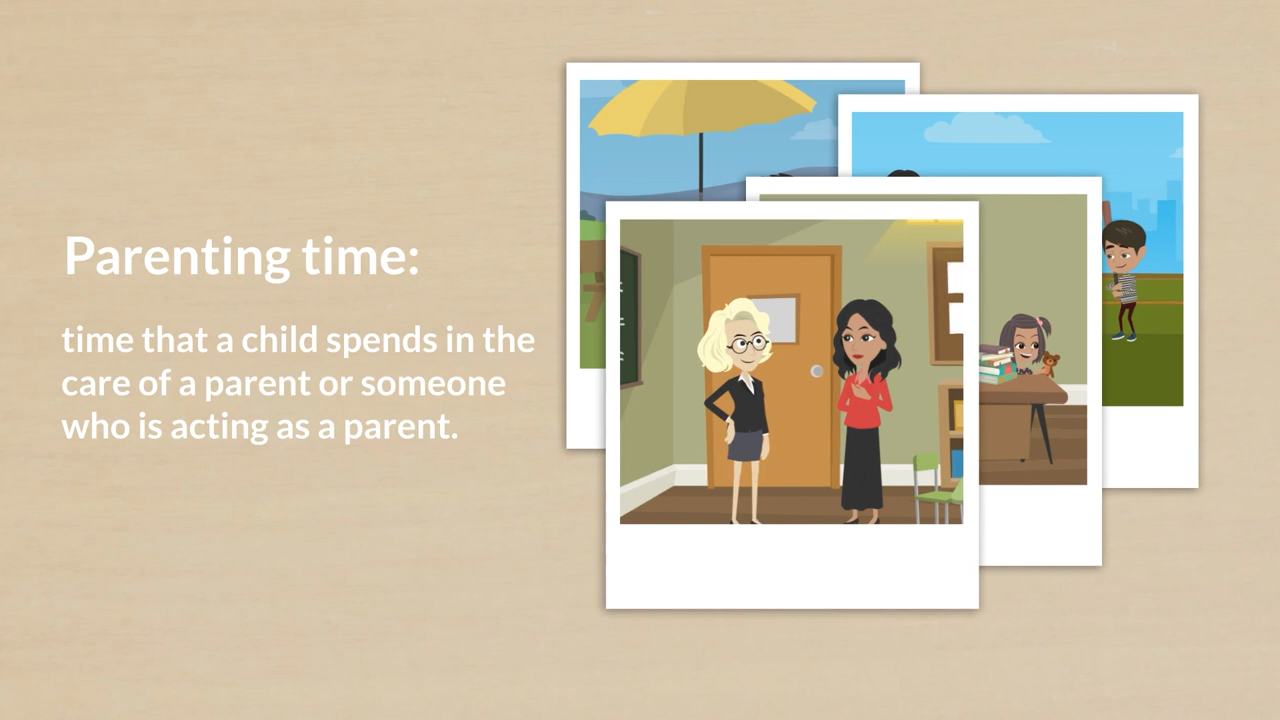 Parenting time:
time that a child spends in the
care of a parent or someone
who is acting as a parent.